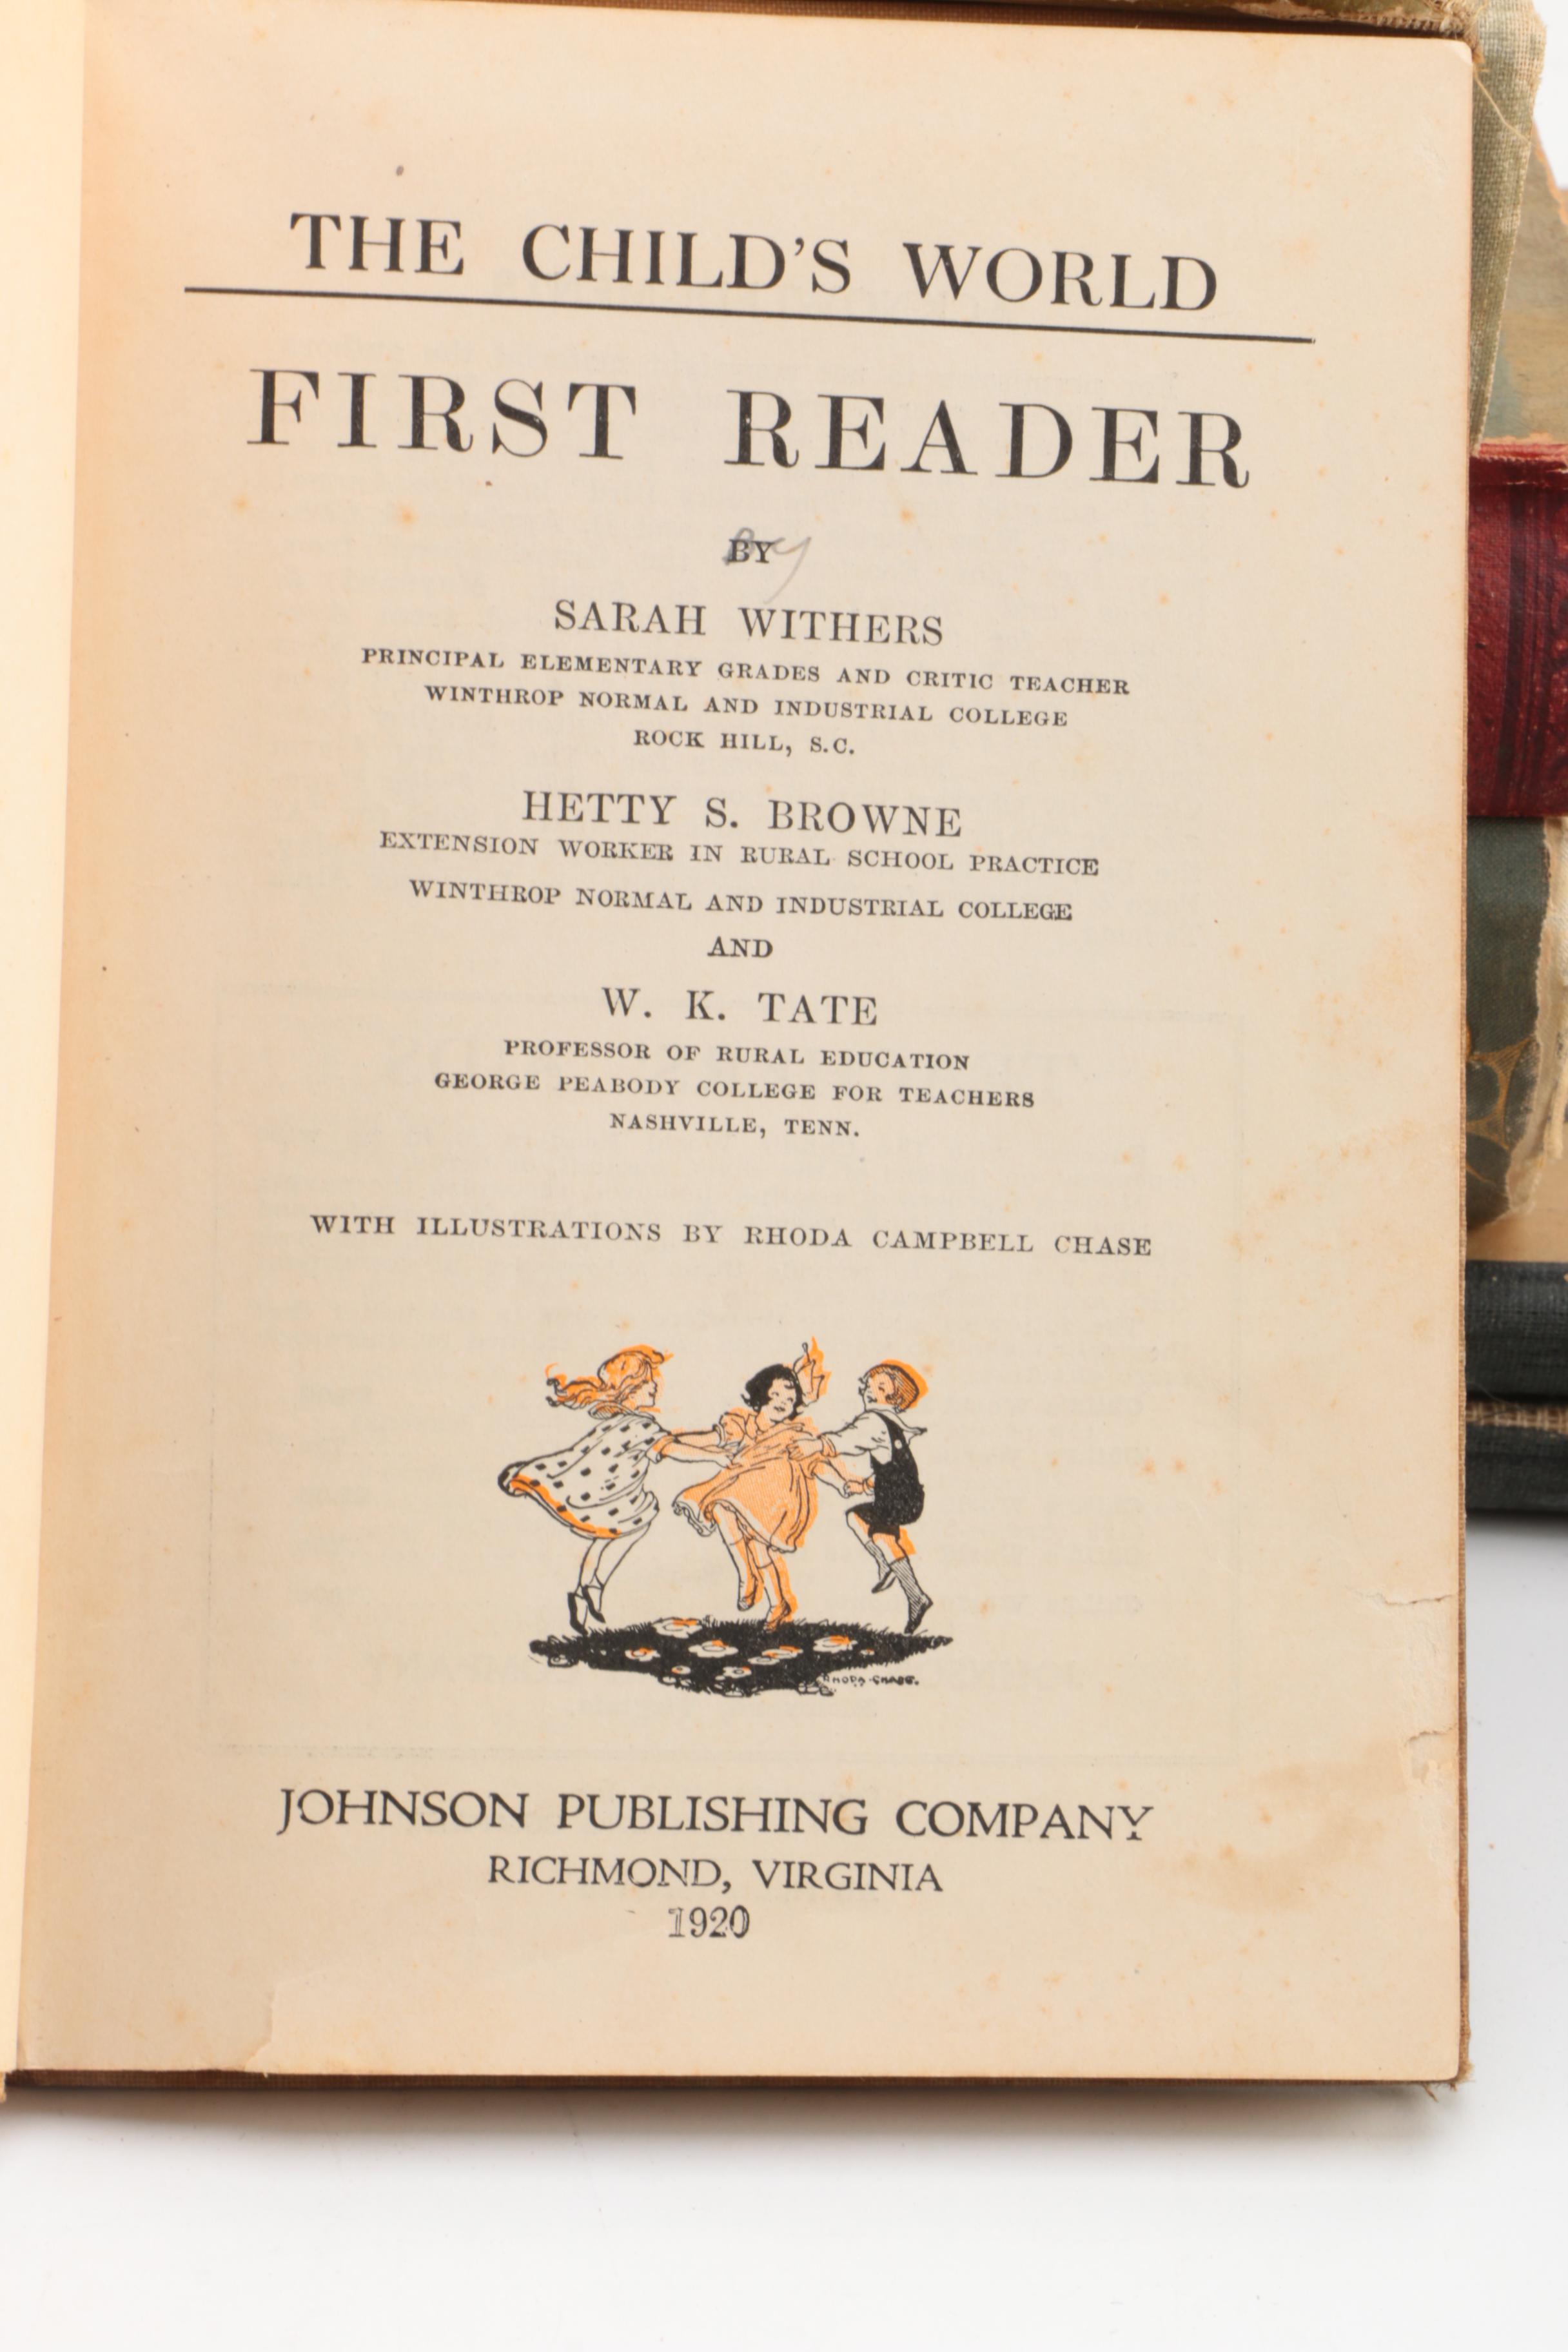 THE CHILD'S WORLD
FIRST READER
BY
By
SARAH WITHERS
PRINCIPAL ELEMENTARY GRADES AND CRITIC TEACHER
WINTHROP NORMAL AND INDUSTRIAL COLLEGE
ROCK HILL, S.C.
HETTY S. BROWNE
EXTENSION WORKER IN RURAL SCHOOL PRACTICE
WINTHROP NORMAL AND INDUSTRIAL COLLEGE
AND
W. K. TATE
PROFESSOR OF RURAL EDUCATION
GEORGE PEABODY COLLEGE FOR TEACHERS
NASHVILLE, TENN.
WITH ILLUSTRATIONS BY RHODA CAMPBELL CHASE
RHODA CHASE.
JOHNSON PUBLISHING COMPANY
RICHMOND, VIRGINIA
1920